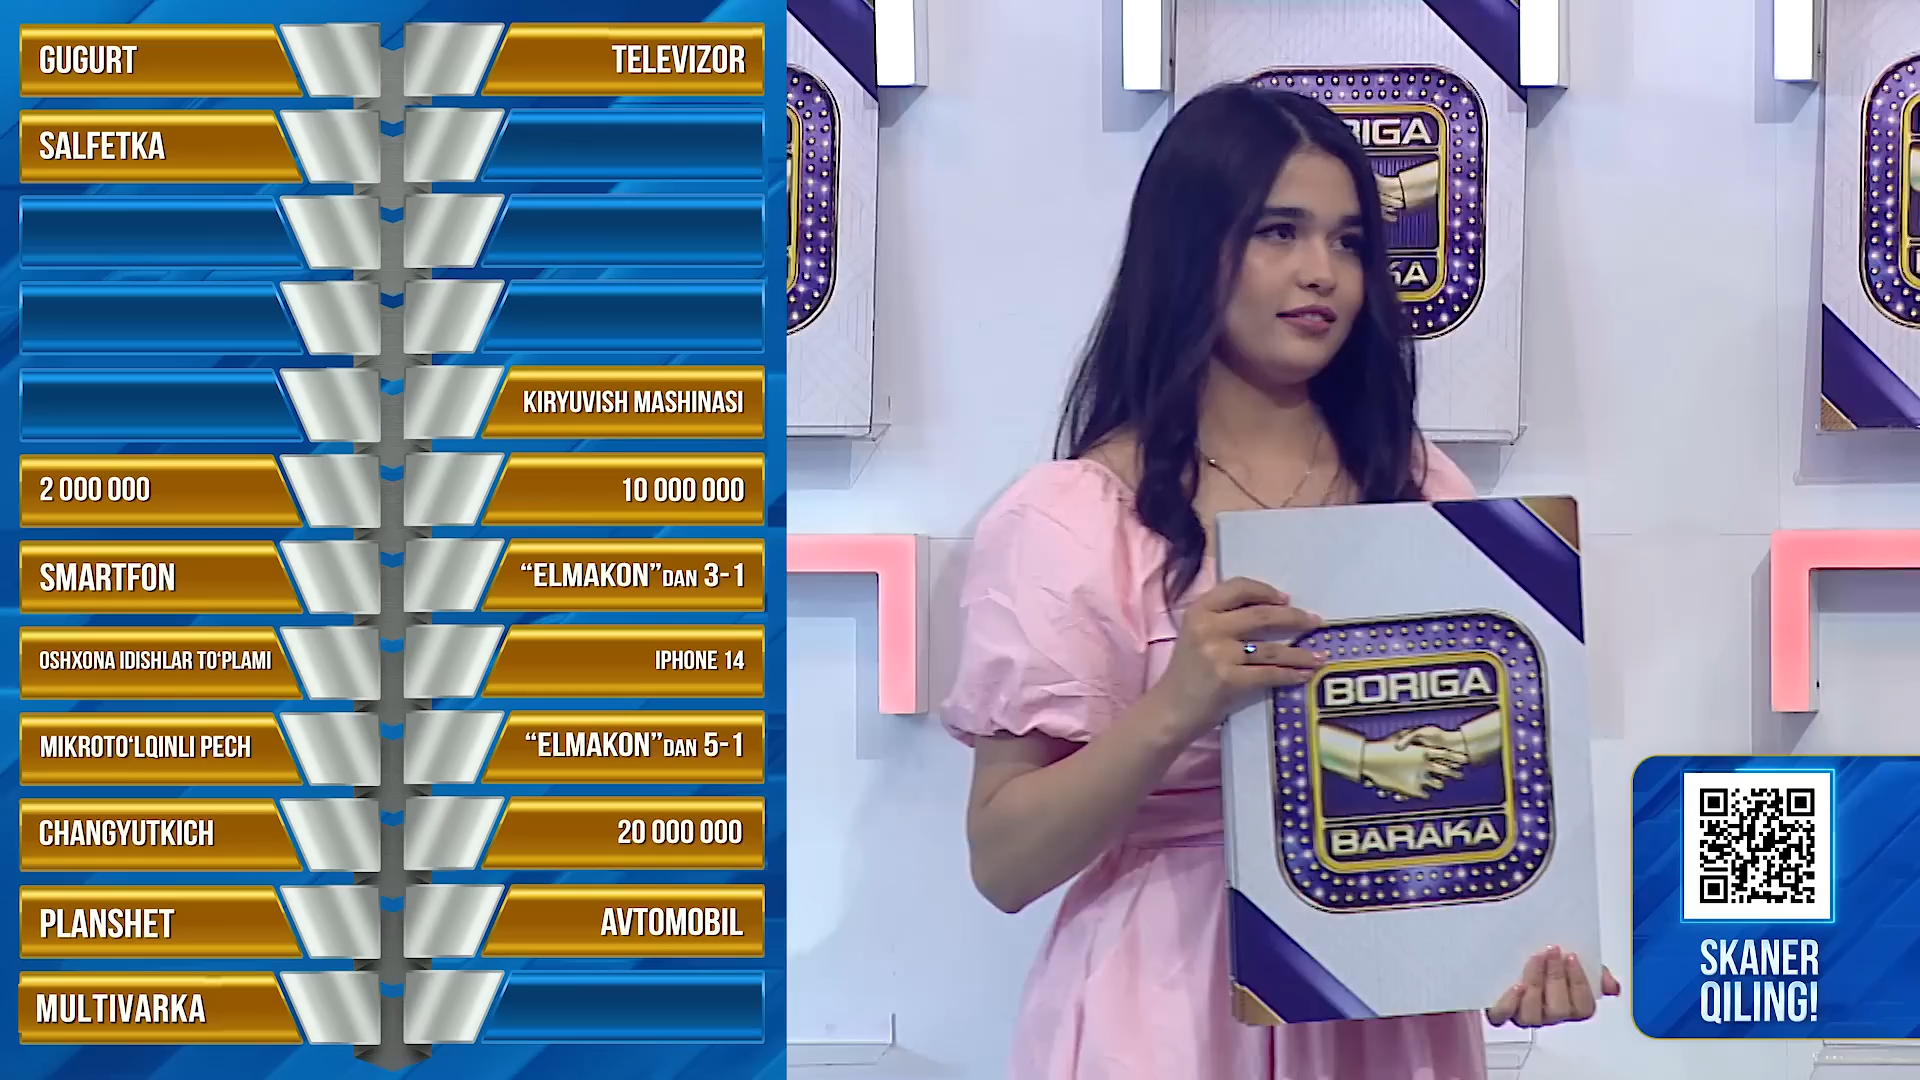 GUGURT
SALFETKA
2 000 000
SMARTFON
OSHXONA IDISHLAR TO‘PLAMI
MIKROTO‘LQINLI PECH
CHANGYUTKICH
PLANSHET
MULTIVARKA
TELEVIZOR
KIRYUVISH MASHINASI
10 000 000
“ELMAKON”DAN 3-1
IPHONE 14
“ELMAKON”DAN 5-1
20 000 000
AVTOMOBIL
BORIGA
BARAKA
SKANER
QILING!